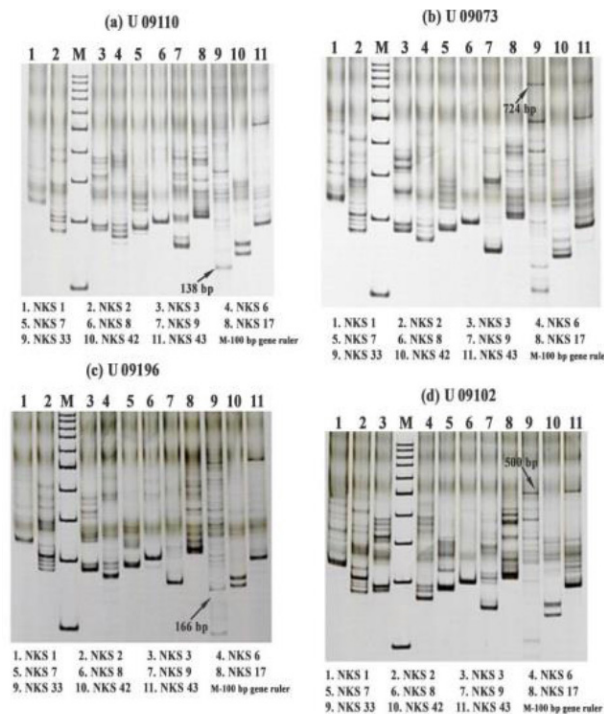 (a) U 09110
1 2 M 3 4 5 6 7 8 9 10 11
138 bp
1. NKS 1 2. NKS 2 3. NKS 3 4. NKS 6
5. NKS 7 6. NKS 8 7. NKS 9 8. NKS 17
9. NKS 33 10. NKS 42 11. NKS 43 M-100 bp gene ruler
(b) U 09073
1 2 M 3 4 5 6 7 8 9 10 11
724 bp
1. NKS 1 2. NKS 2 3. NKS 3 4. NKS 6
5. NKS 7 6. NKS 8 7. NKS 9 8. NKS 17
9. NKS 33 10. NKS 42 11. NKS 43 M-100 bp gene ruler
(c) U 09196
1 2 M 3 4 5 6 7 8 9 10 11
166 bp
1. NKS 1 2. NKS 2 3. NKS 3 4. NKS 6
5. NKS 7 6. NKS 8 7. NKS 9 8. NKS 17
9. NKS 33 10. NKS 42 11. NKS 43 M-100 bp gene ruler
(d) U 09102
1 2 3 M 4 5 6 7 8 9 10 11
500 bp
1. NKS 1 2. NKS 2 3. NKS 3 4. NKS 6
5. NKS 7 6. NKS 8 7. NKS 9 8. NKS 17
9. NKS 33 10. NKS 42 11. NKS 43 M-100 bp gene ruler